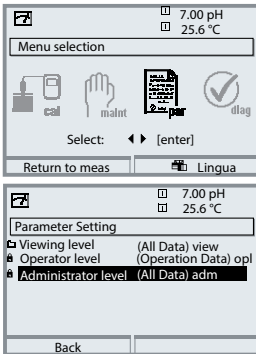 7.00 pH
25.6 °C
Menu selection
cal maint par diag
Select: [enter]
Return to meas Lingua
7.00 pH
25.6 °C
Parameter Setting
Viewing level (All Data) view
Operator level (Operation Data) opl
Administrator level (All Data) adm
Back